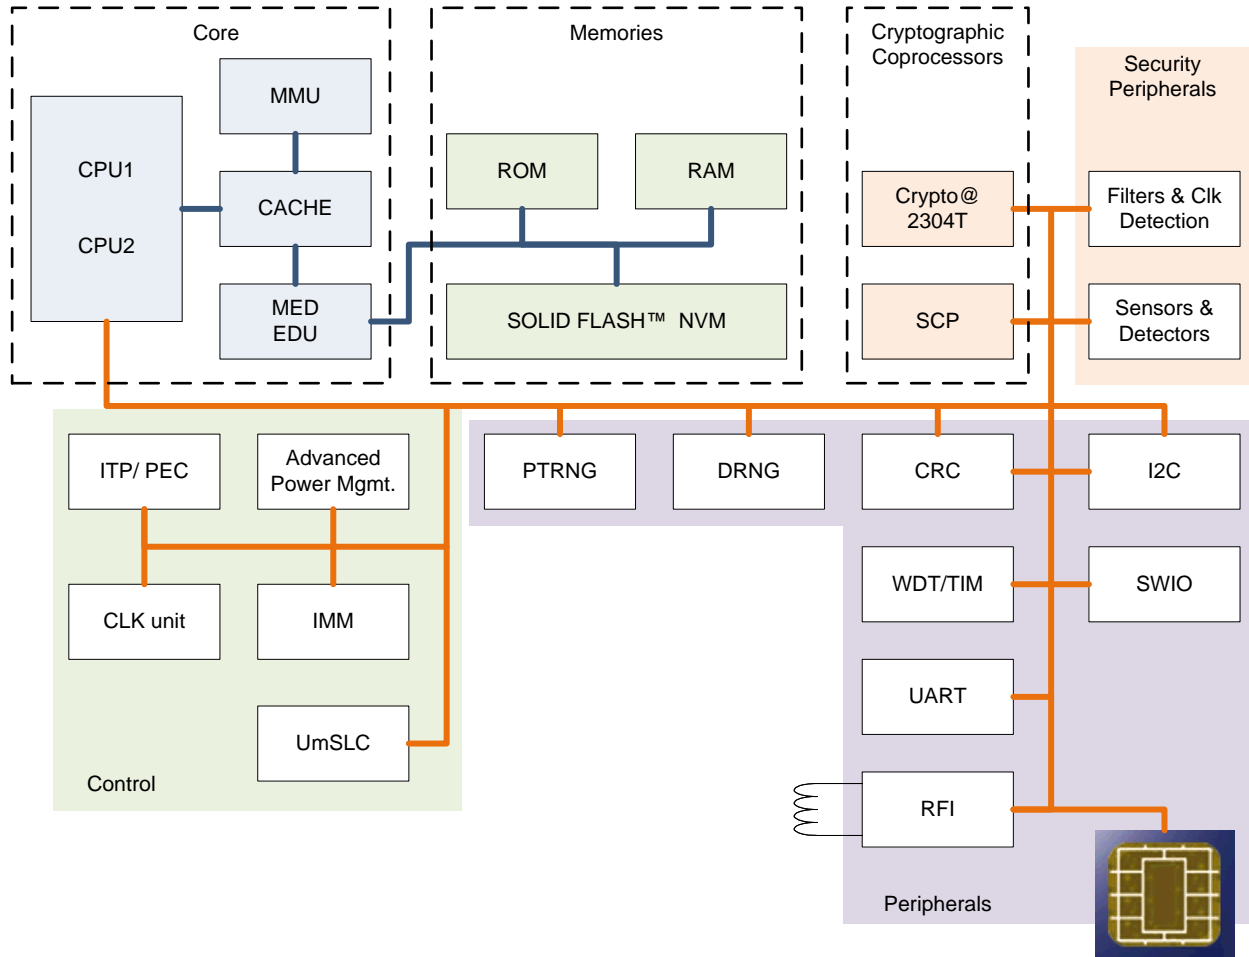 Core
MMU
CPU1
CPU2
CACHE
MED
EDU
Memories
ROM
RAM
SOLID FLASH™ NVM
Cryptographic
Coprocessors
Crypto@
2304T
SCP
Security
Peripherals
Filters & Clk
Detection
Sensors &
Detectors
ITP/ PEC
Advanced
Power Mgmt.
CLK unit
IMM
UmSLC
Control
PTRNG
DRNG
CRC
I2C
WDT/TIM
SWIO
UART
RFI
Peripherals